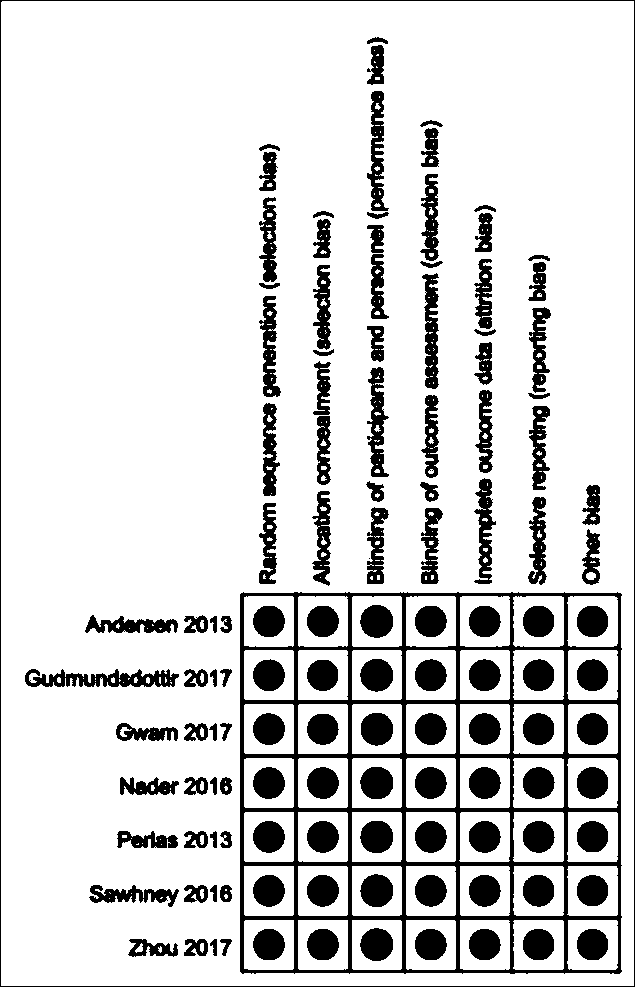 Random sequence generation (selection bias)
Allocation concealment (selection bias)
Blinding of participants and personnel (performance bias)
Blinding of outcome assessment (detection bias)
Incomplete outcome data (attrition bias)
Selective reporting (reporting bias)
Other bias
Andersen 2013
Gudmundsdottir 2017
Gwam 2017
Nader 2016
Perlas 2013
Sawhney 2016
Zhou 2017